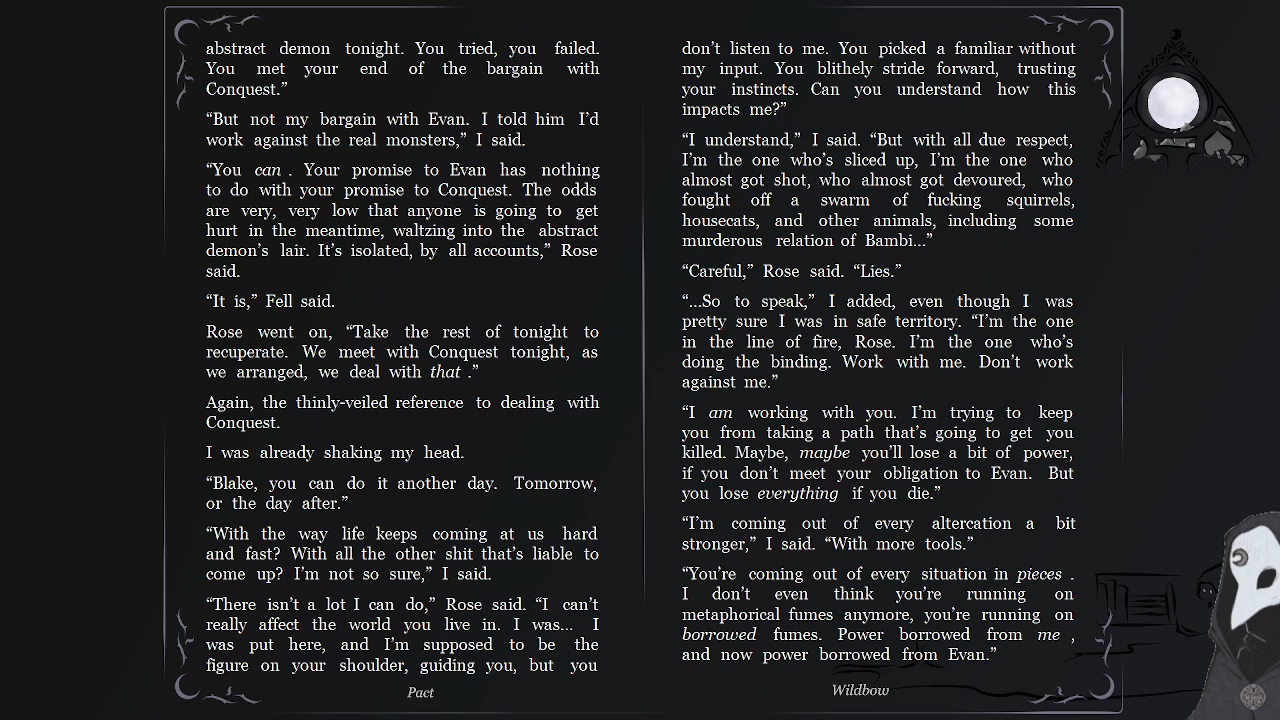 abstract demon tonight. You tried, you failed.
You met your end of the bargain with
Conquest.”
“But not my bargain with Evan. I told him I’d
work against the real monsters,” I said.
“You can . Your promise to Evan has nothing
to do with your promise to Conquest. The odds
are very, very low that anyone is going to get
hurt in the meantime, waltzing into the abstract
demon’s lair. It’s isolated, by all accounts,” Rose
said.
“It is,” Fell said.
Rose went on, “Take the rest of tonight to
recuperate. We meet with Conquest tonight, as
we arranged, we deal with that .”
Again, the thinly-veiled reference to dealing with
Conquest.
I was already shaking my head.
“Blake, you can do it another day. Tomorrow,
or the day after.”
“With the way life keeps coming at us hard
and fast? With all the other shit that’s liable to
come up? I’m not so sure,” I said.
“There isn’t a lot I can do,” Rose said. “I can’t
really affect the world you live in. I was… I
was put here, and I’m supposed to be the
figure on your shoulder, guiding you, but you
Pact
don’t listen to me. You picked a familiar without
my input. You blithely stride forward, trusting
your instincts. Can you understand how this
impacts me?”
“I understand,” I said. “But with all due respect,
I’m the one who’s sliced up, I’m the one who
almost got shot, who almost got devoured, who
fought off a swarm of fucking squirrels,
housecats, and other animals, including some
murderous relation of Bambi…”
“Careful,” Rose said. “Lies.”
“…So to speak,” I added, even though I was
pretty sure I was in safe territory. “I’m the one
in the line of fire, Rose. I’m the one who’s
doing the binding. Work with me. Don’t work
against me.”
“I am working with you. I’m trying to keep
you from taking a path that’s going to get you
killed. Maybe, maybe you’ll lose a bit of power,
if you don’t meet your obligation to Evan. But
you lose everything if you die.”
“I’m coming out of every altercation a bit
stronger,” I said. “With more tools.”
“You’re coming out of every situation in pieces .
I don’t even think you’re running on
metaphorical fumes anymore, you’re running on
borrowed fumes. Power borrowed from me ,
and now power borrowed from Evan.”
Wildbow